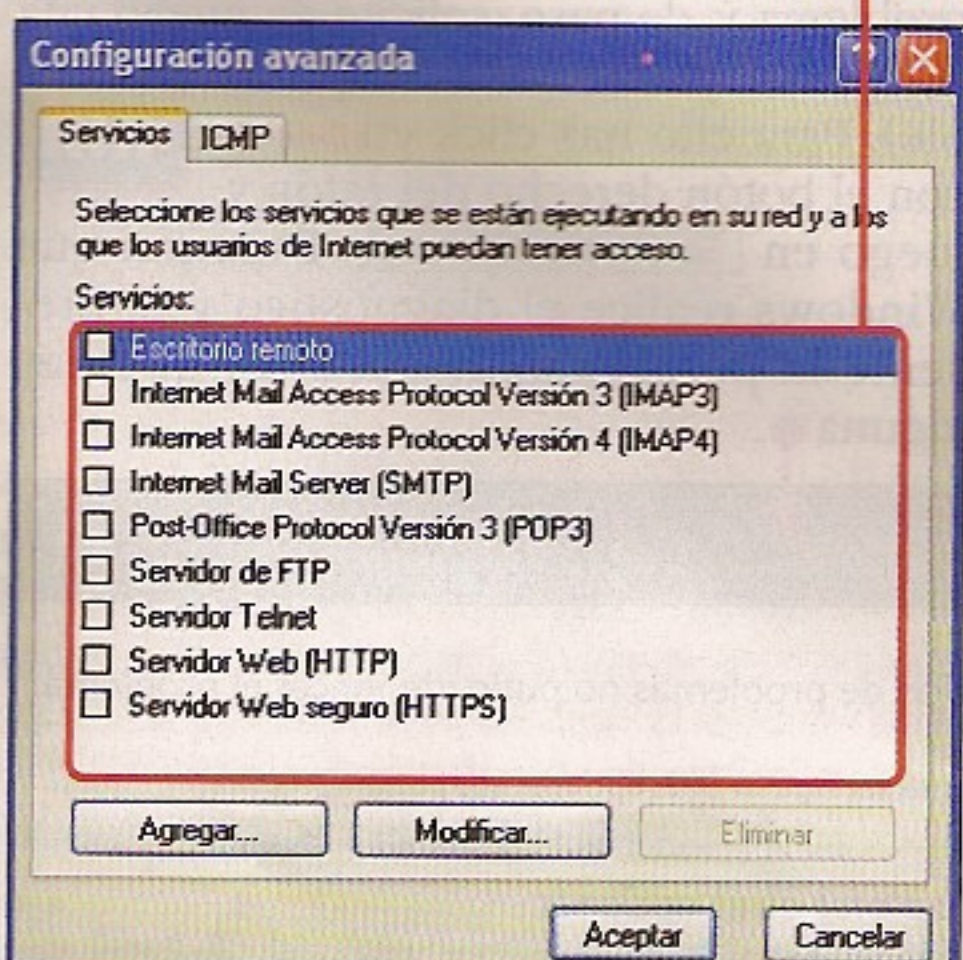 Configuración avanzada
Servicios ICMP
Seleccione los servicios que se están ejecutando en su red y a los
que los usuarios de Internet puedan tener acceso.
Servicios:
Escritorio remoto
Internet Mail Access Protocol Versión 3 (IMAP3)
Internet Mail Access Protocol Versión 4 (IMAP4)
Internet Mail Server (SMTP)
Post-Office Protocol Versión 3 (POP3)
Servidor de FTP
Servidor Telnet
Servidor Web (HTTP)
Servidor Web seguro (HTTPS)
Agregar... Modificar... Eliminar
Aceptar Cancelar